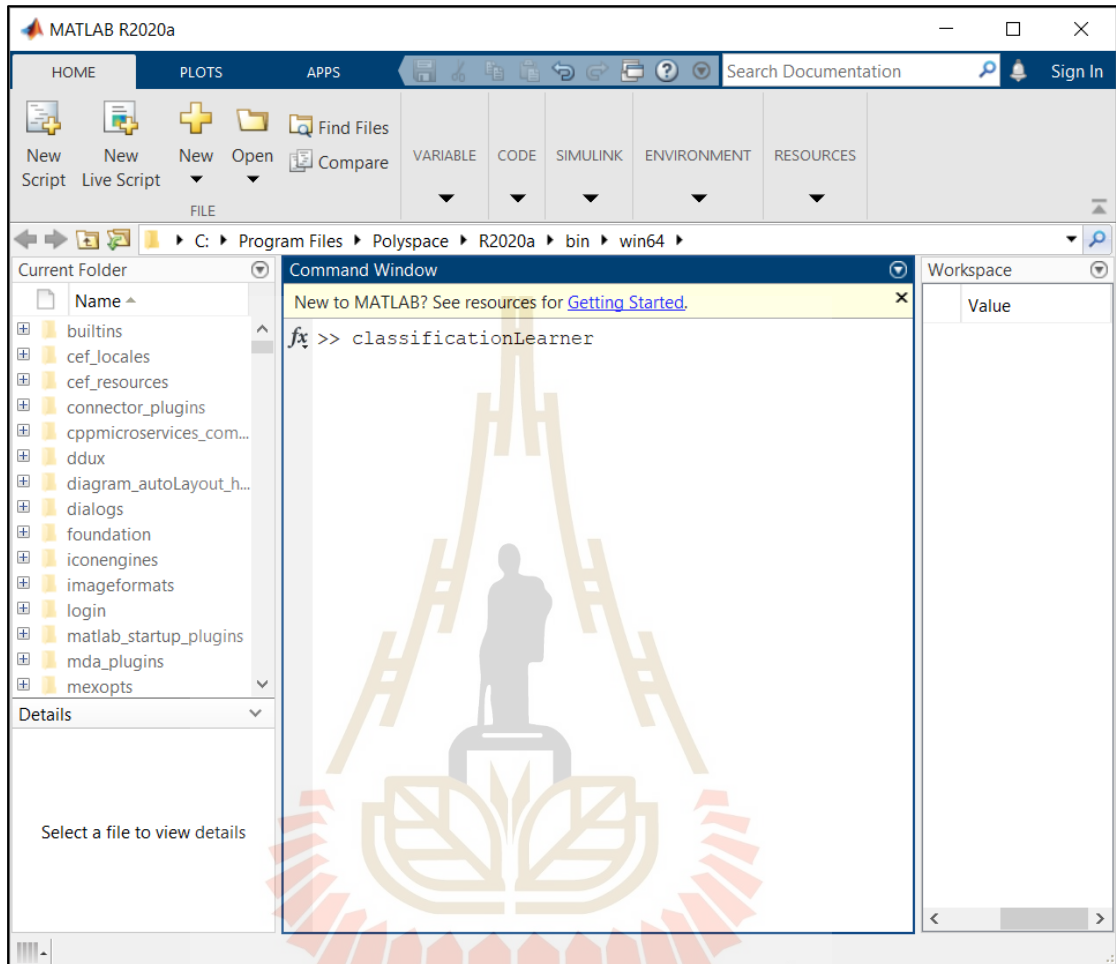 MATLAB R2020a
HOME PLOTS APPS Search Documentation Sign In
New Script
New Live Script
New
Open
Find Files
Compare
FILE
VARIABLE
CODE
SIMULINK
ENVIRONMENT
RESOURCES
C: Program Files Polyspace R2020a bin win64
Current Folder
Name
builtins
cef_locales
cef_resources
connector_plugins
cppmicroservices_com...
ddux
diagram_autoLayout_h...
dialogs
foundation
iconengines
imageformats
login
matlab_startup_plugins
mda_plugins
mexopts
Details
Select a file to view details
Command Window
New to MATLAB? See resources for Getting Started.
fx >> classificationLearner
Workspace
Value